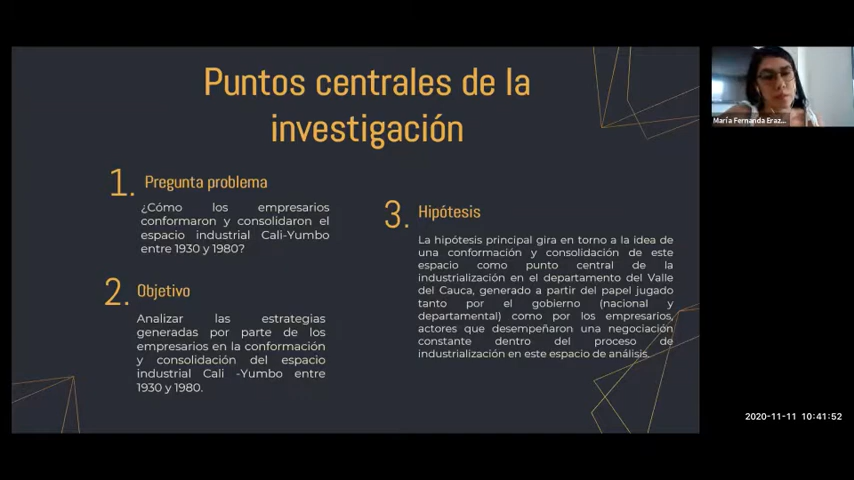 Puntos centrales de la
investigación
1. Pregunta problema
¿Cómo los empresarios
conformaron y consolidaron el
espacio industrial Cali-Yumbo
entre 1930 y 1980?
2. Objetivo
Analizar las estrategias
generadas por parte de los
empresarios en la conformación
y consolidación del espacio
industrial Cali -Yumbo entre
1930 y 1980.
3. Hipótesis
La hipótesis principal gira en torno a la idea de
una conformación y consolidación de este
espacio como punto central de la
industrialización en el departamento del Valle
del Cauca, generado a partir del papel jugado
tanto por el gobierno (nacional y
departamental) como por los empresarios,
actores que desempeñaron una negociación
constante dentro del proceso de
industrialización en este espacio de análisis.
María Fernanda Eraz...
2020-11-11 10:41:52